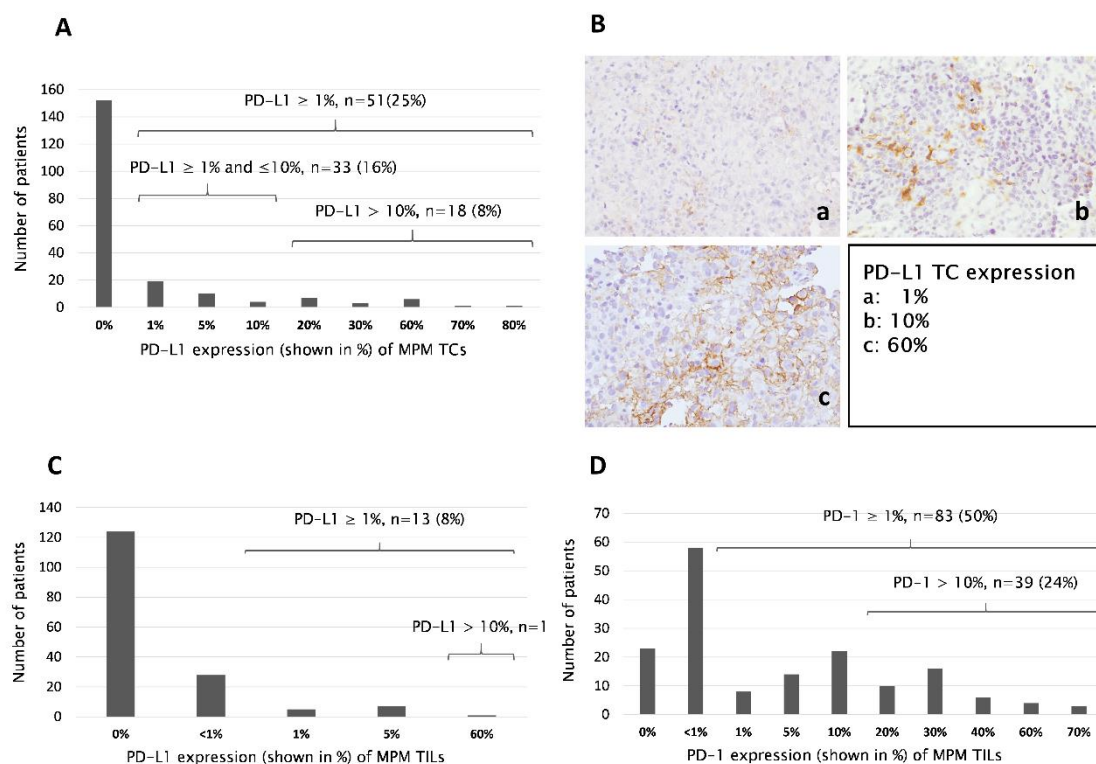 A
Number of patients
160
140
120
100
80
60
40
20
0
PD-L1 ≥ 1%, n=51(25%)
PD-L1 ≥ 1% and ≤10%, n=33 (16%)
PD-L1 > 10%, n=18 (8%)
0% 1% 5% 10% 20% 30% 60% 70% 80%
PD-L1 expression (shown in %) of MPM TCs
B
a
b
c
PD-L1 TC expression
a: 1%
b: 10%
c: 60%
C
Number of patients
140
120
100
80
60
40
20
0
PD-L1 ≥ 1%, n=13 (8%)
PD-L1 > 10%, n=1
0% <1% 1% 5% 60%
PD-L1 expression (shown in %) of MPM TILs
D
Number of patients
70
60
50
40
30
20
10
0
PD-1 ≥ 1%, n=83 (50%)
PD-1 > 10%, n=39 (24%)
0% <1% 1% 5% 10% 20% 30% 40% 60% 70%
PD-1 expression (shown in %) of MPM TILs